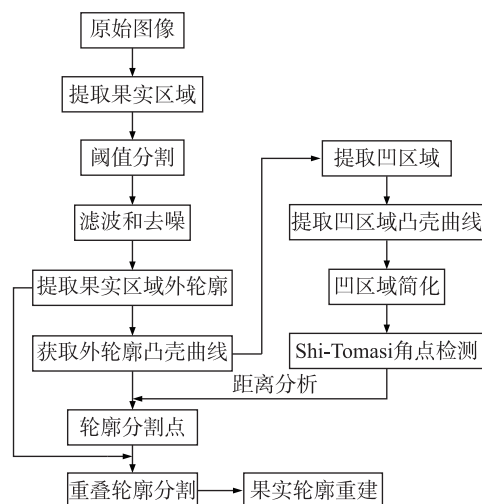 原始图像
提取果实区域
阈值分割
滤波和去噪
提取果实区域外轮廓
获取外轮廓凸壳曲线
提取凹区域
提取凹区域凸壳曲线
凹区域简化
Shi-Tomasi角点检测
距离分析
轮廓分割点
重叠轮廓分割
果实轮廓重建